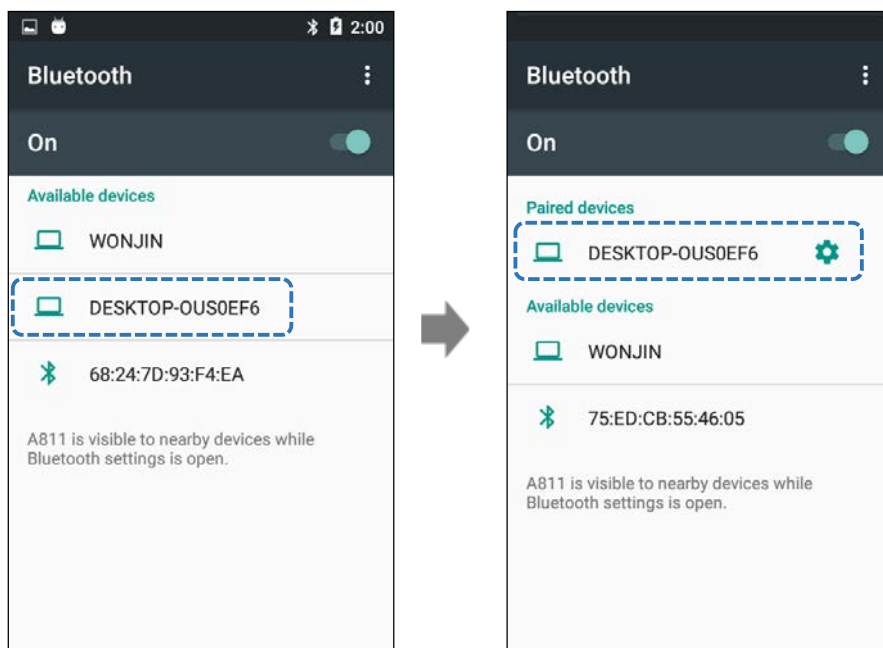 2:00
Bluetooth
On
Available devices
WONJIN
DESKTOP-OUS0EF6
68:24:7D:93:F4:EA
A811 is visible to nearby devices while
Bluetooth settings is open.
Bluetooth
On
Paired devices
DESKTOP-OUS0EF6
Available devices
WONJIN
75:ED:CB:55:46:05
A811 is visible to nearby devices while
Bluetooth settings is open.